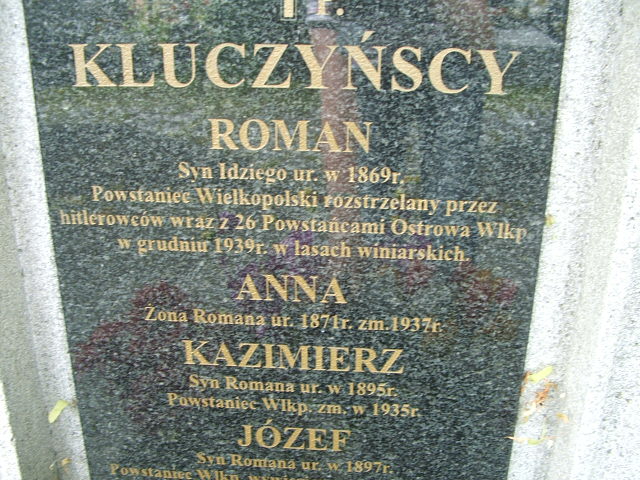 Ś. P.
KLUCZYŃSCY
ROMAN
Syn Idziego ur. w 1869r.
Powstaniec Wielkopolski rozstrzelany przez
hitlerowców wraz z 26 Powstańcami Ostrowa Wlkp
w grudniu 1939r. w lasach winiarskich.
ANNA
Żona Romana ur. 1871r. zm.1937r.
KAZIMIERZ
Syn Romana ur. w 1895r.
Powstaniec Wlkp. zm. w 1935r.
JÓZEF
Syn Romana ur. w 1897r.
Powstaniec Wlkp.